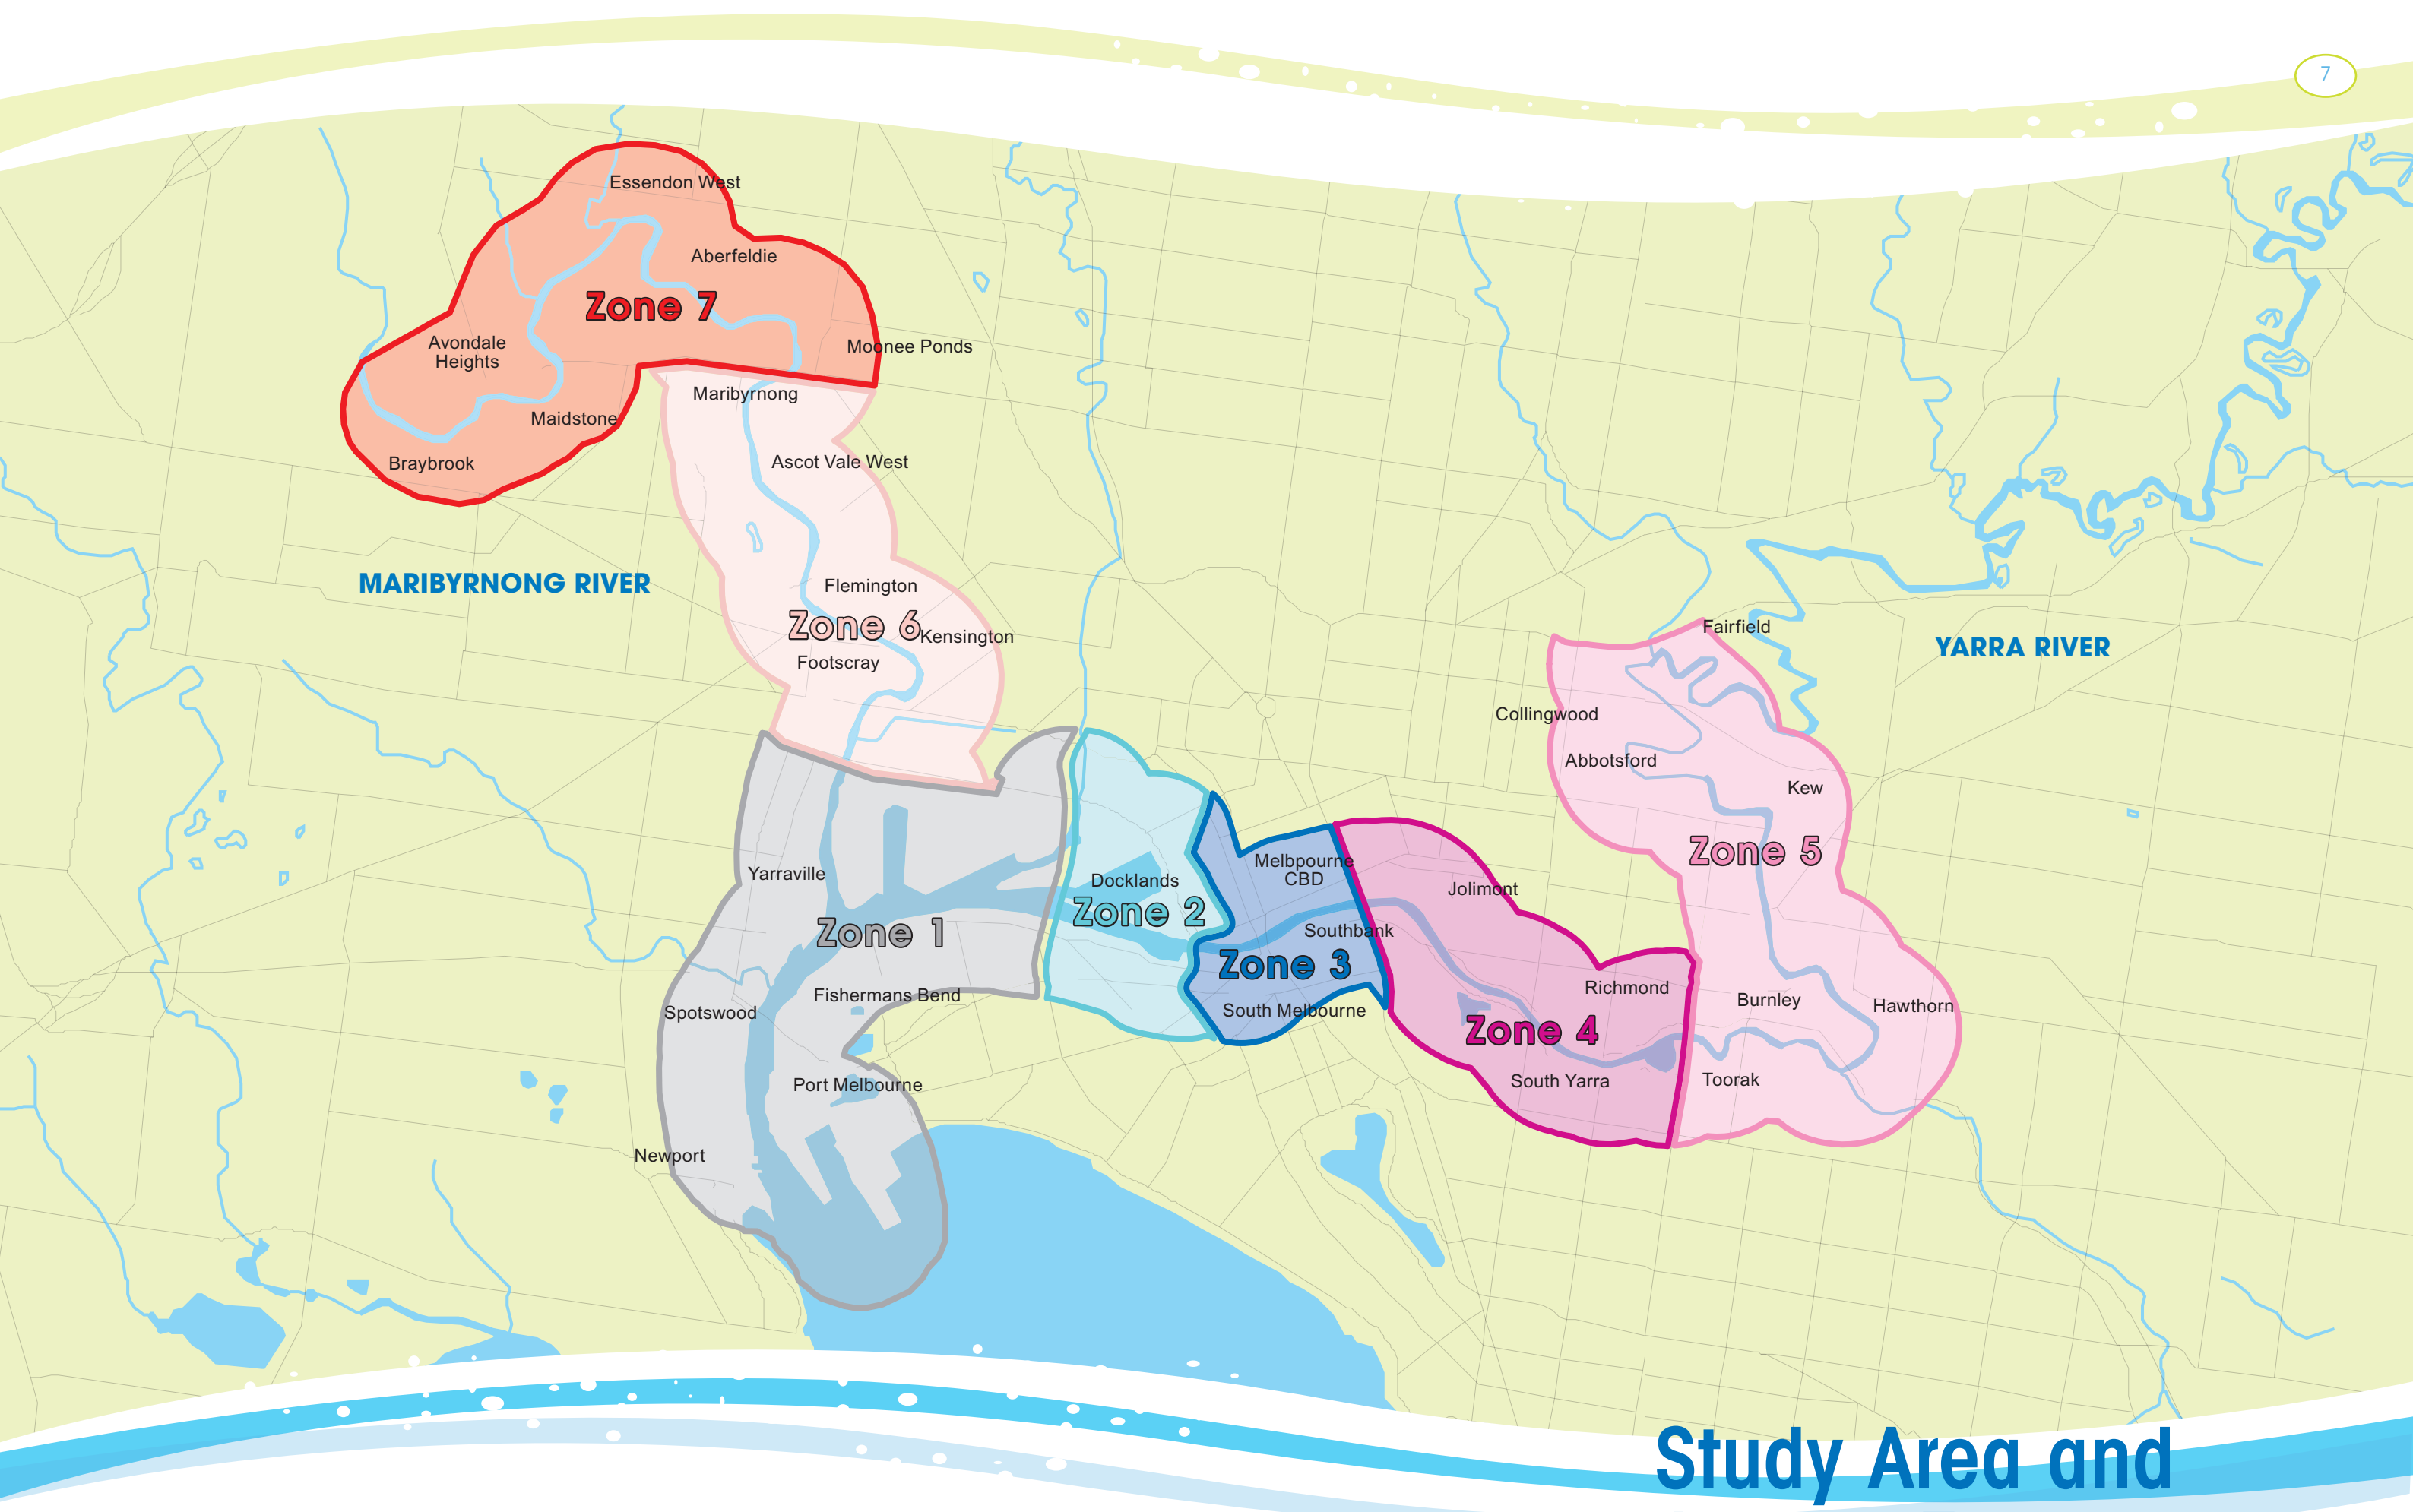 7
Essendon West
Aberfeldie
Zone 7
Avondale
Heights
Moonee Ponds
Maribyrnong
Maidstone
Braybrook
Ascot Vale West
MARIBYRNONG RIVER
Flemington
Zone 6
Kensington
Footscray
Fairfield
YARRA RIVER
Collingwood
Abbotsford
Kew
Zone 5
Yarraville
Zone 1
Docklands
Zone 2
Melbpourne
CBD
Southbank
Zone 3
South Melbourne
Jolimont
Richmond
Zone 4
South Yarra
Burnley
Hawthorn
Toorak
Fishermans Bend
Spotswood
Port Melbourne
Newport
Study Area and